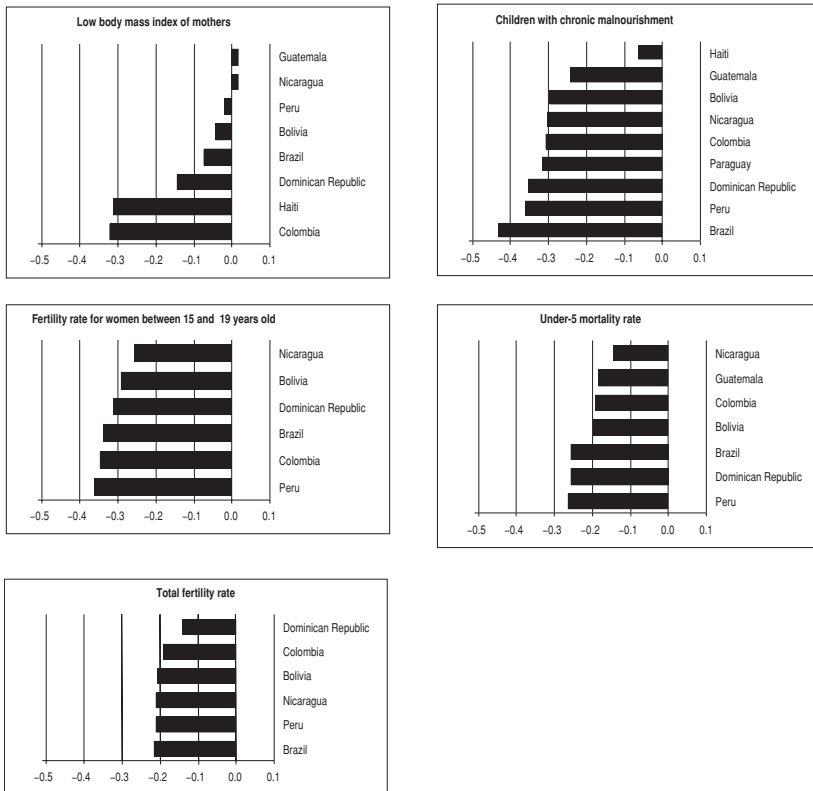 Low body mass index of mothers
Guatemala
Nicaragua
Peru
Bolivia
Brazil
Dominican Republic
Haiti
Colombia
−0.5 −0.4 −0.3 −0.2 −0.1 0.0 0.1
Children with chronic malnourishment
Haiti
Guatemala
Bolivia
Nicaragua
Colombia
Paraguay
Dominican Republic
Peru
Brazil
−0.5 −0.4 −0.3 −0.2 −0.1 0.0 0.1
Fertility rate for women between 15 and 19 years old
Nicaragua
Bolivia
Dominican Republic
Brazil
Colombia
Peru
−0.5 −0.4 −0.3 −0.2 −0.1 0.0 0.1
Under-5 mortality rate
Nicaragua
Guatemala
Colombia
Bolivia
Brazil
Dominican Republic
Peru
−0.5 −0.4 −0.3 −0.2 −0.1 0.0 0.1
Total fertility rate
Dominican Republic
Colombia
Bolivia
Nicaragua
Peru
Brazil
−0.5 −0.4 −0.3 −0.2 −0.1 0.0 0.1